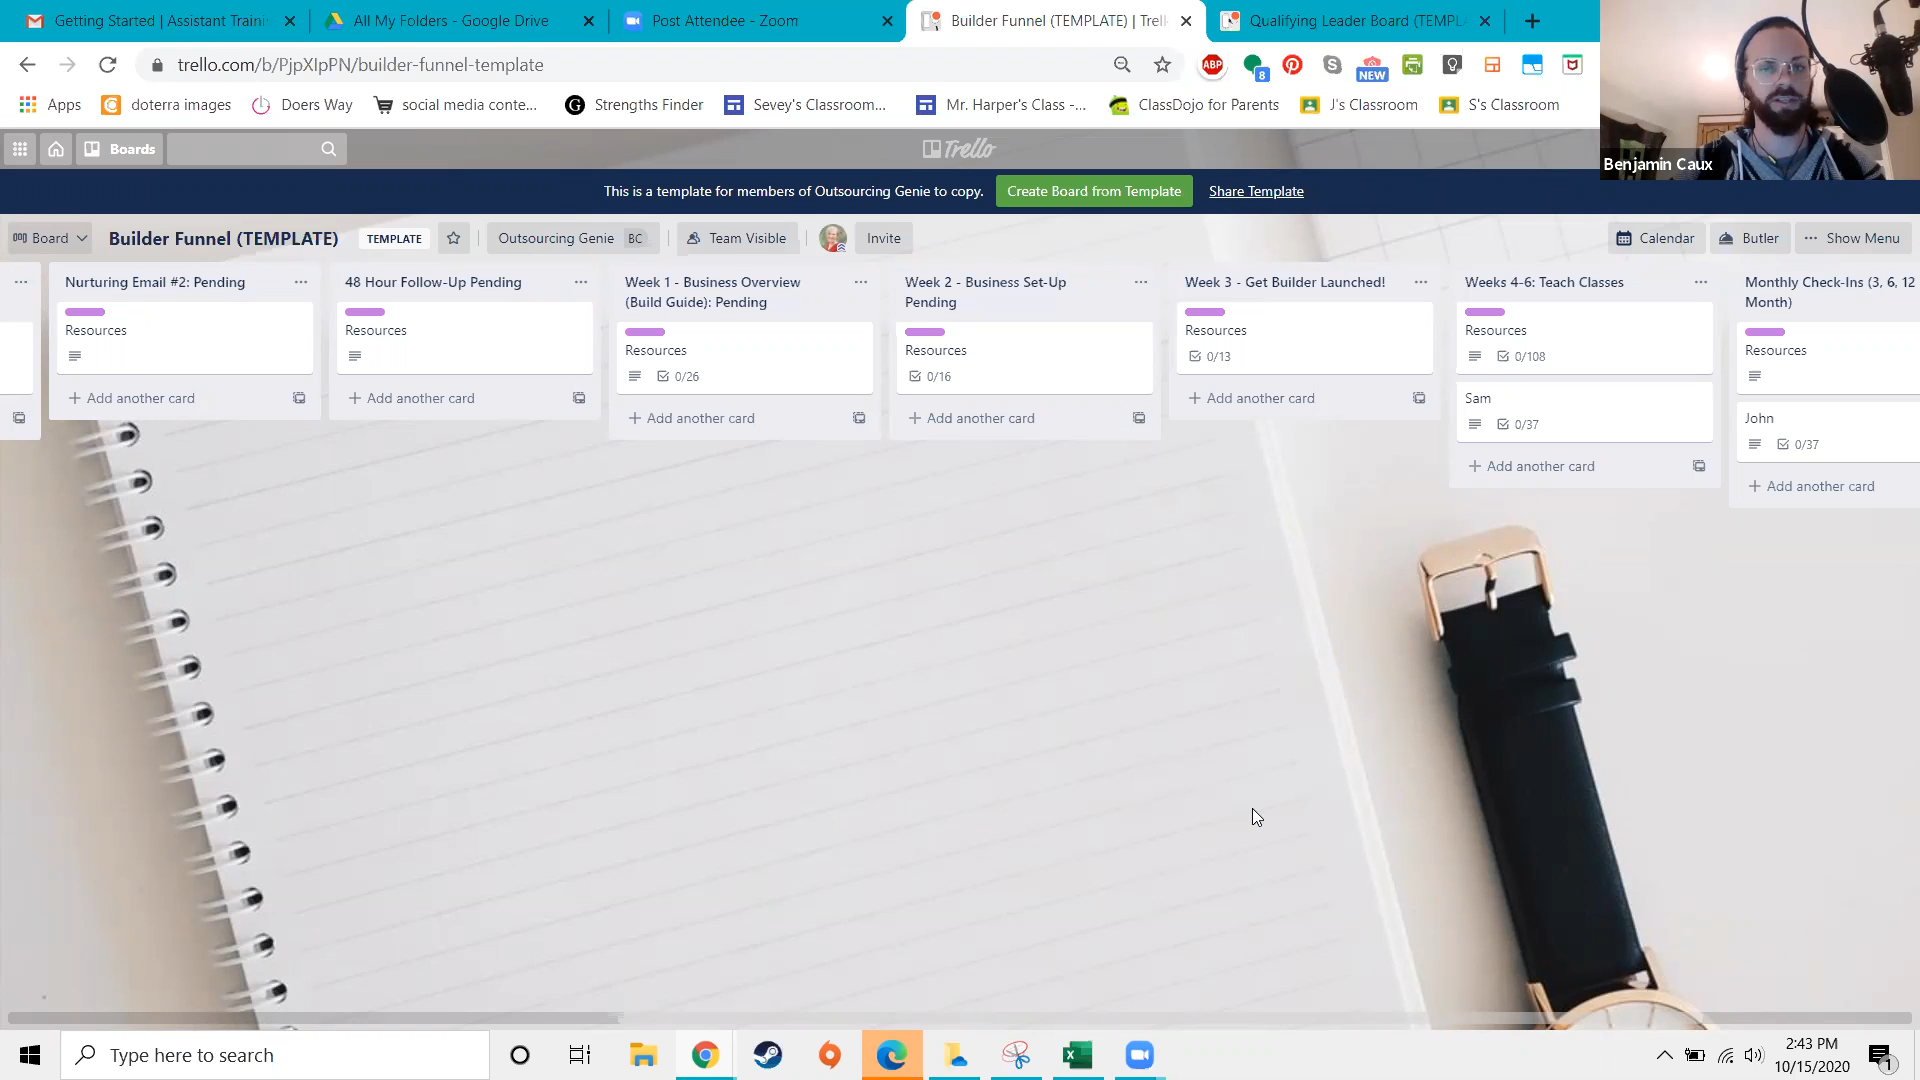 Getting Started | Assistant Traini
All My Folders - Google Drive
Post Attendee - Zoom
Builder Funnel (TEMPLATE) | Trell
Qualifying Leader Board (TEMPL
trello.com/b/PjpXIpPN/builder-funnel-template
ABP
8
NEW
Apps
doterra images
Doers Way
social media conte...
Strengths Finder
Sevey's Classroom...
Mr. Harper's Class -...
ClassDojo for Parents
J's Classroom
S's Classroom
Benjamin Caux
Boards
Trello
This is a template for members of Outsourcing Genie to copy.
Create Board from Template
Share Template
Board
Builder Funnel (TEMPLATE)
TEMPLATE
Outsourcing Genie BC
Team Visible
Invite
Calendar
Butler
Show Menu
Nurturing Email #2: Pending
Resources
Add another card
48 Hour Follow-Up Pending
Resources
Add another card
Week 1 - Business Overview
(Build Guide): Pending
Resources
0/26
Add another card
Week 2 - Business Set-Up
Pending
Resources
0/16
Add another card
Week 3 - Get Builder Launched!
Resources
0/13
Add another card
Weeks 4-6: Teach Classes
Resources
0/108
Sam
0/37
Add another card
Monthly Check-Ins (3, 6, 12
Month)
Resources
John
0/37
Add another card
Type here to search
2:43 PM
10/15/2020
1